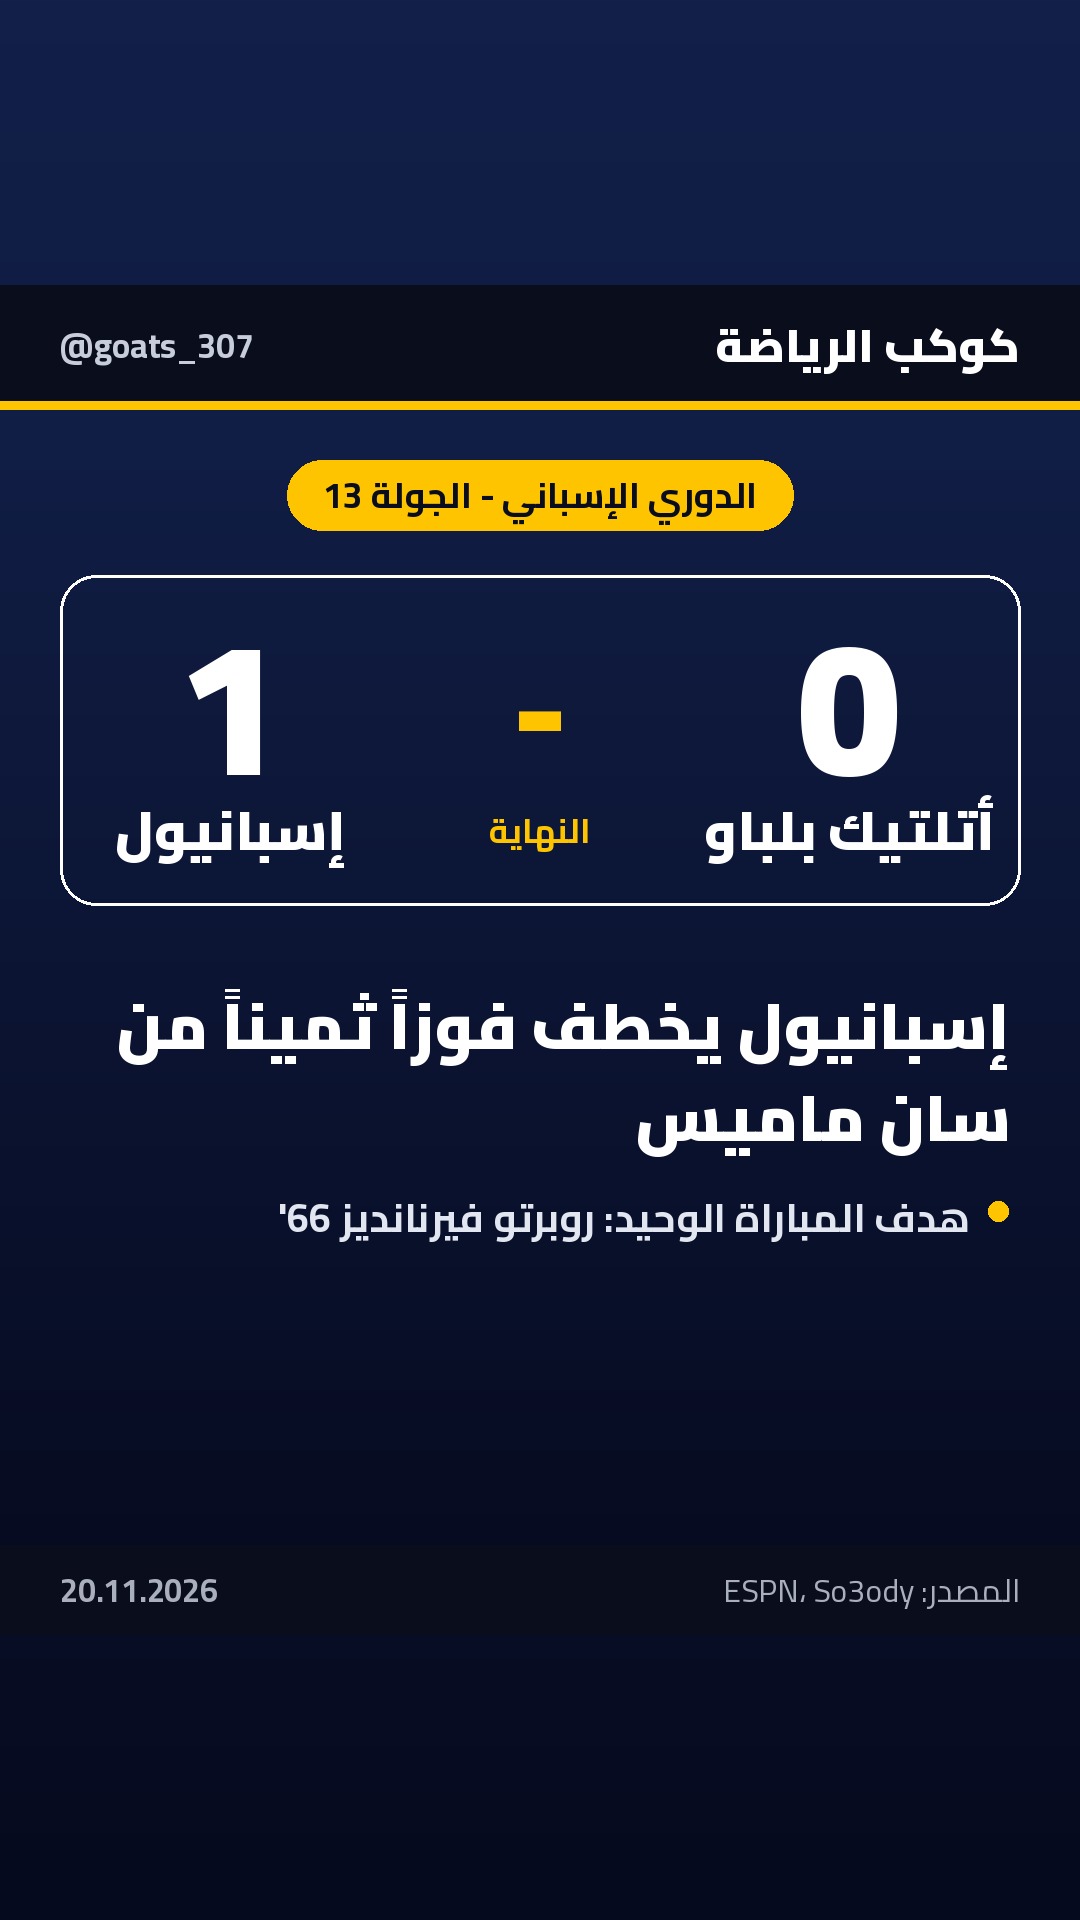 كوكب الرياضة
@goats_307
الدوري الإسباني - الجولة 13
0 - 1
أتلتيك بلباو
النهاية
إسبانيول
إسبانيول يخطف فوزاً ثميناً من
سان ماميس
هدف المباراة الوحيد: روبرتو فيرنانديز 66'
المصدر: ESPN، So3ody
20.11.2026